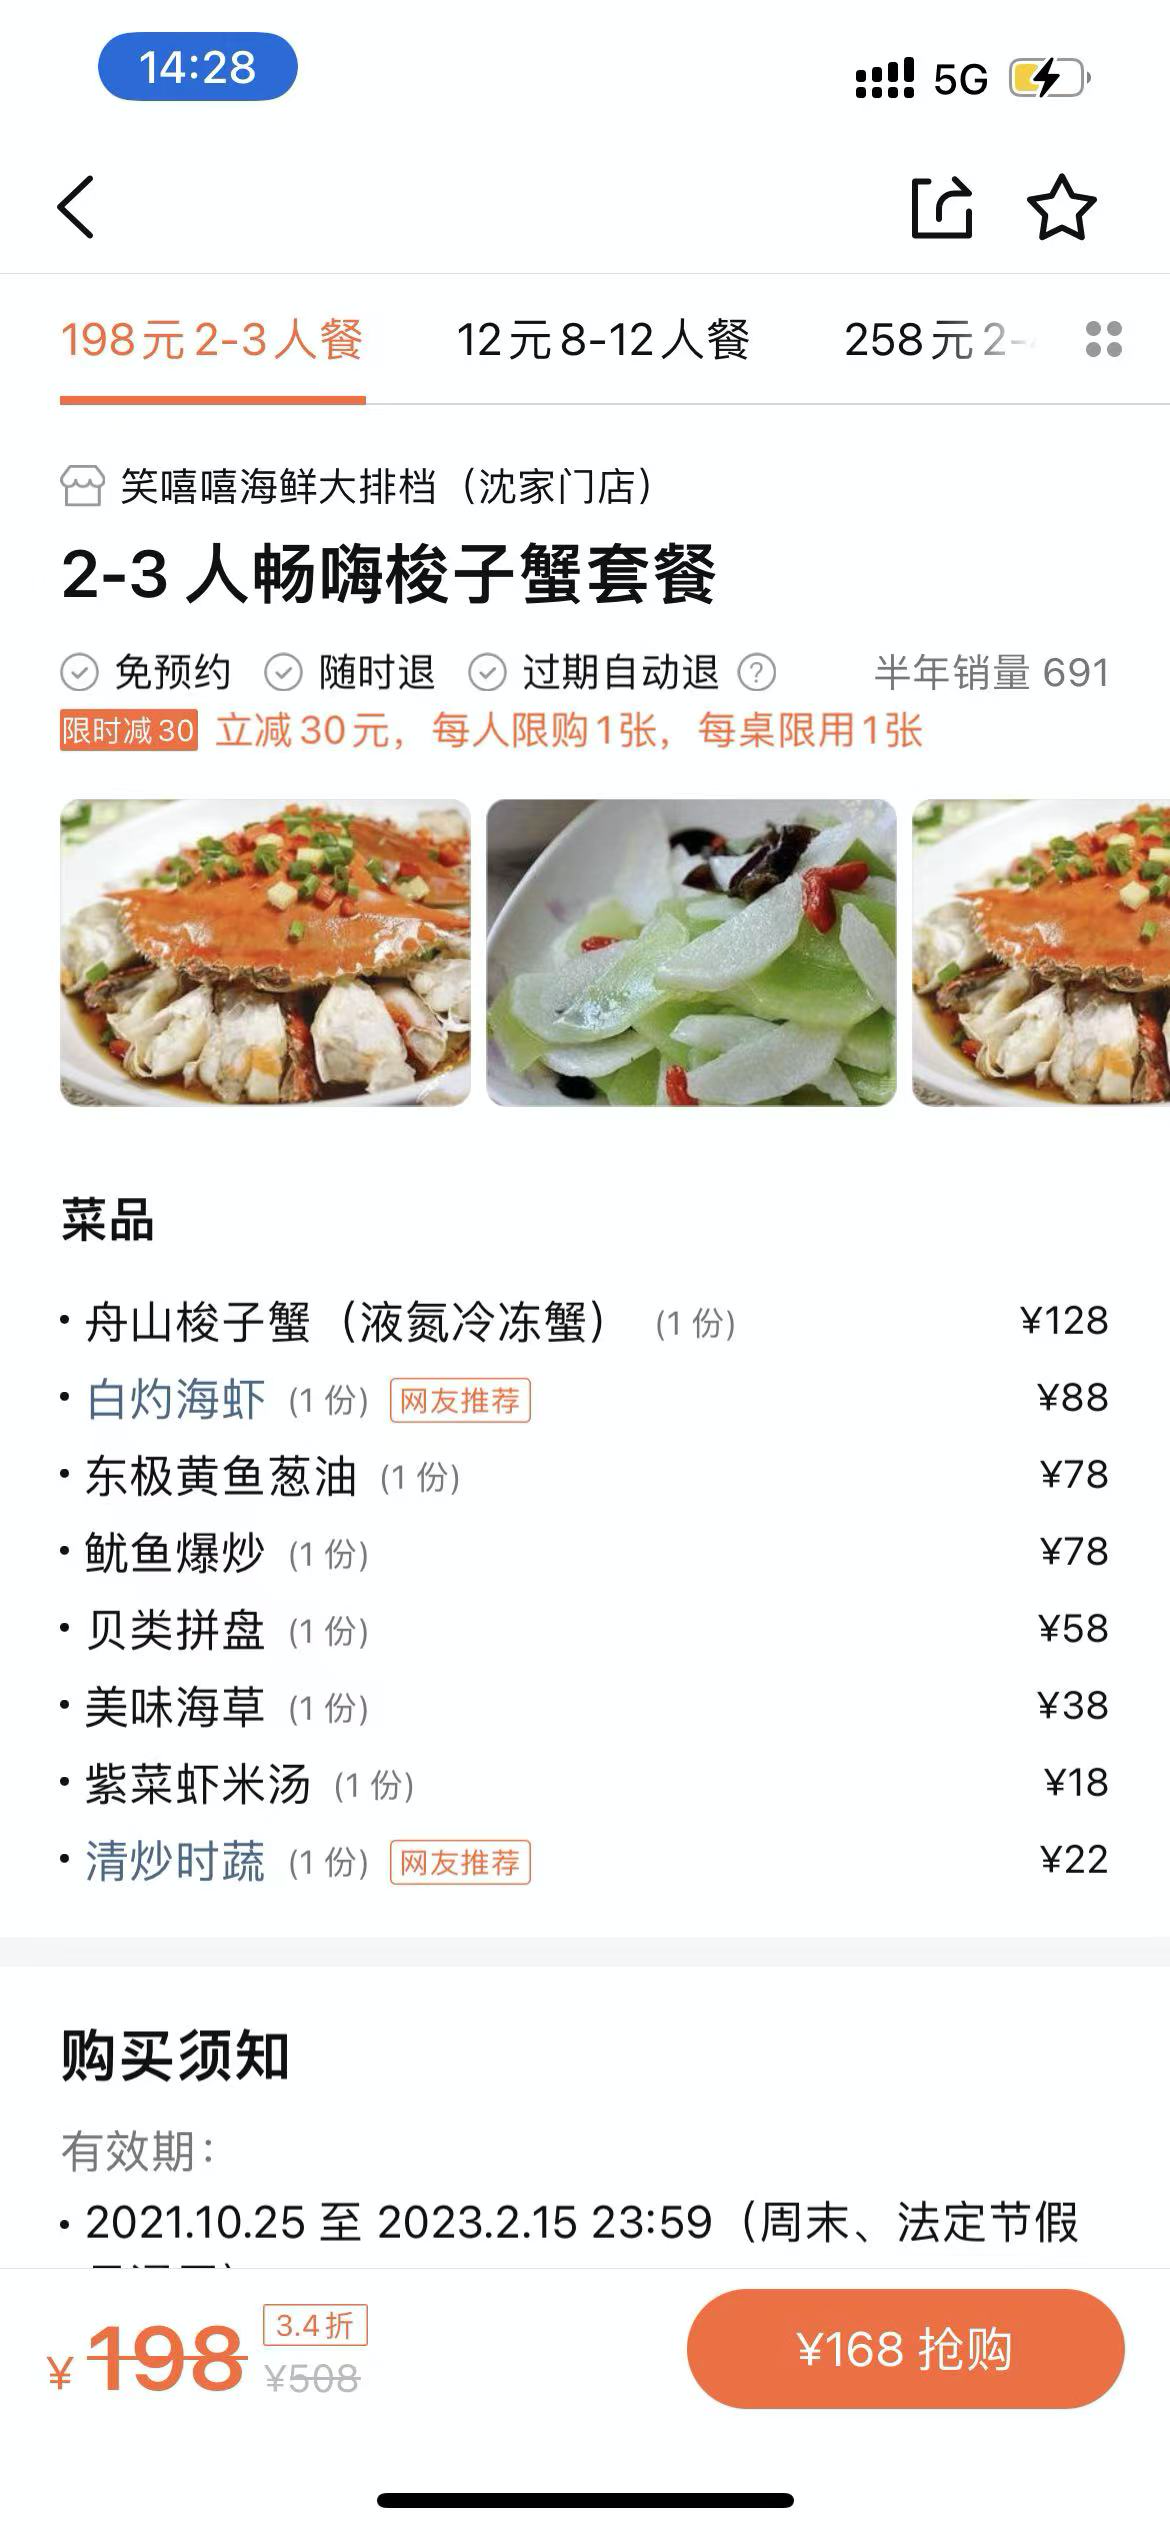 14:28
5G
198元2-3人餐 12元8-12人餐 258元2-
笑嘻嘻海鲜大排档（沈家门店）
2-3 人畅嗨梭子蟹套餐
免预约 随时退 过期自动退 ? 半年销量 691
限时减30 立减30元，每人限购1张，每桌限用1张
菜品
·舟山梭子蟹（液氮冷冻蟹） (1 份) ¥128
·白灼海虾 (1 份) 网友推荐 ¥88
·东极黄鱼葱油 (1 份) ¥78
·鱿鱼爆炒 (1 份) ¥78
·贝类拼盘 (1 份) ¥58
·美味海草 (1 份) ¥38
·紫菜虾米汤 (1 份) ¥18
·清炒时蔬 (1 份) 网友推荐 ¥22
购买须知
有效期：
·2021.10.25 至 2023.2.15 23:59（周末、法定节假
¥198 3.4折 ¥508
¥168 抢购